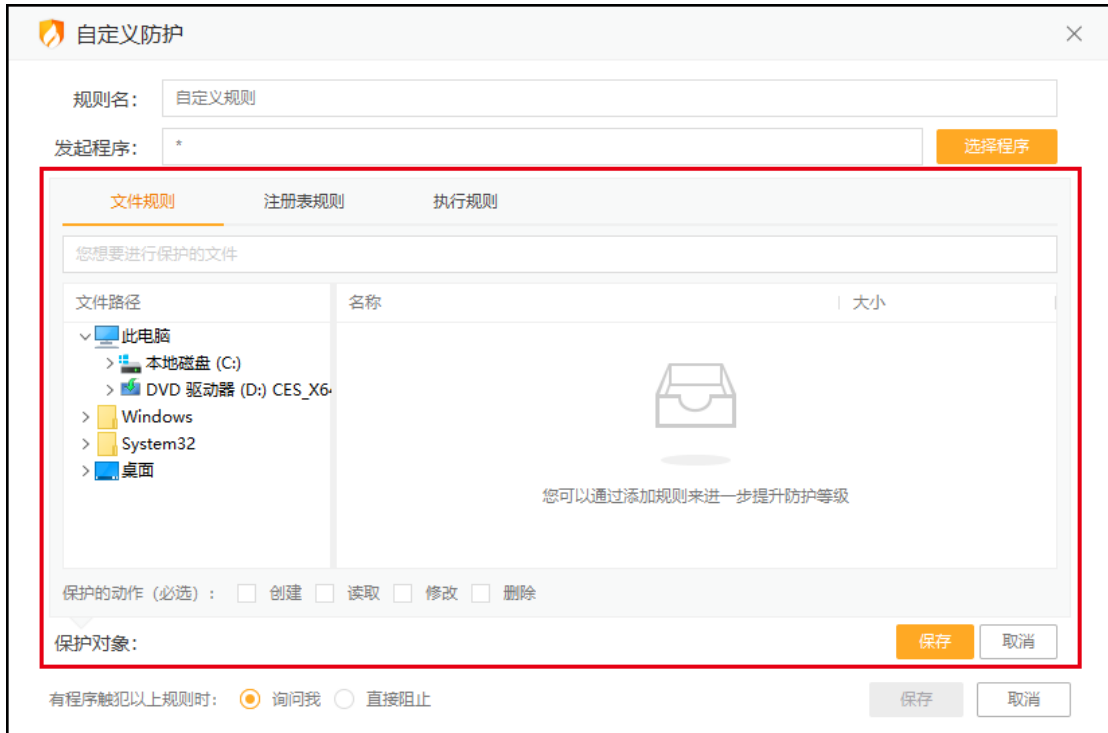 自定义防护
规则名： 自定义规则
发起程序： * 选择程序
文件规则 注册表规则 执行规则
您想要进行保护的文件
文件路径 名称 大小
此电脑
本地磁盘 (C:)
DVD 驱动器 (D:) CES_X64
Windows
System32
桌面
您可以通过添加规则来进一步提升防护等级
保护的动作（必选）： 创建 读取 修改 删除
保护对象： 保存 取消
有程序触犯以上规则时： 询问我 直接阻止 保存 取消